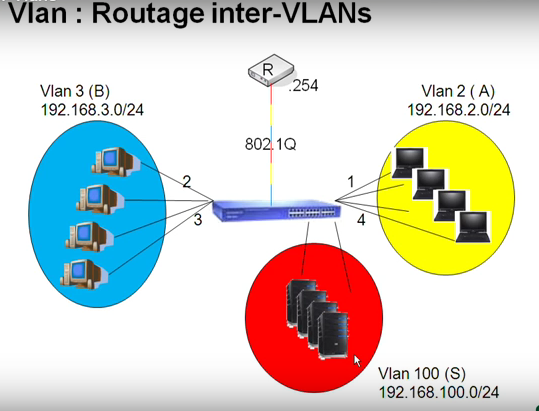 Vlan : Routage inter-VLANs
R
.254
Vlan 3 (B)
192.168.3.0/24
Vlan 2 ( A)
192.168.2.0/24
802.1Q
2
1
3
4
Vlan 100 (S)
192.168.100.0/24